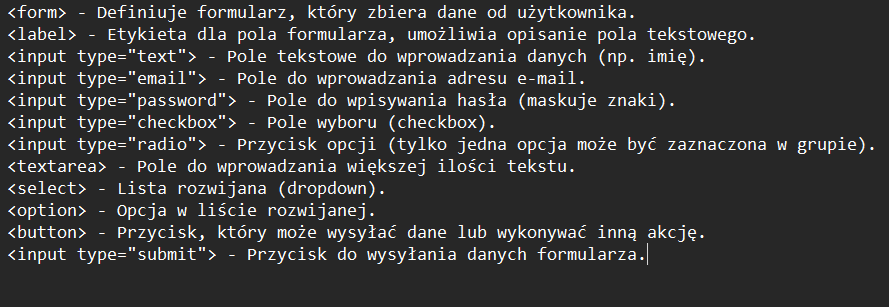 <form> - Definiuje formularz, który zbiera dane od użytkownika.
<label> - Etykieta dla pola formularza, umożliwia opisanie pola tekstowego.
<input type="text"> - Pole tekstowe do wprowadzania danych (np. imię).
<input type="email"> - Pole do wprowadzania adresu e-mail.
<input type="password"> - Pole do wpisywania hasła (maskuje znaki).
<input type="checkbox"> - Pole wyboru (checkbox).
<input type="radio"> - Przycisk opcji (tylko jedna opcja może być zaznaczona w grupie).
<textarea> - Pole do wprowadzania większej ilości tekstu.
<select> - Lista rozwijana (dropdown).
<option> - Opcja w liście rozwijanej.
<button> - Przycisk, który może wysyłać dane lub wykonywać inną akcję.
<input type="submit"> - Przycisk do wysyłania danych formularza.